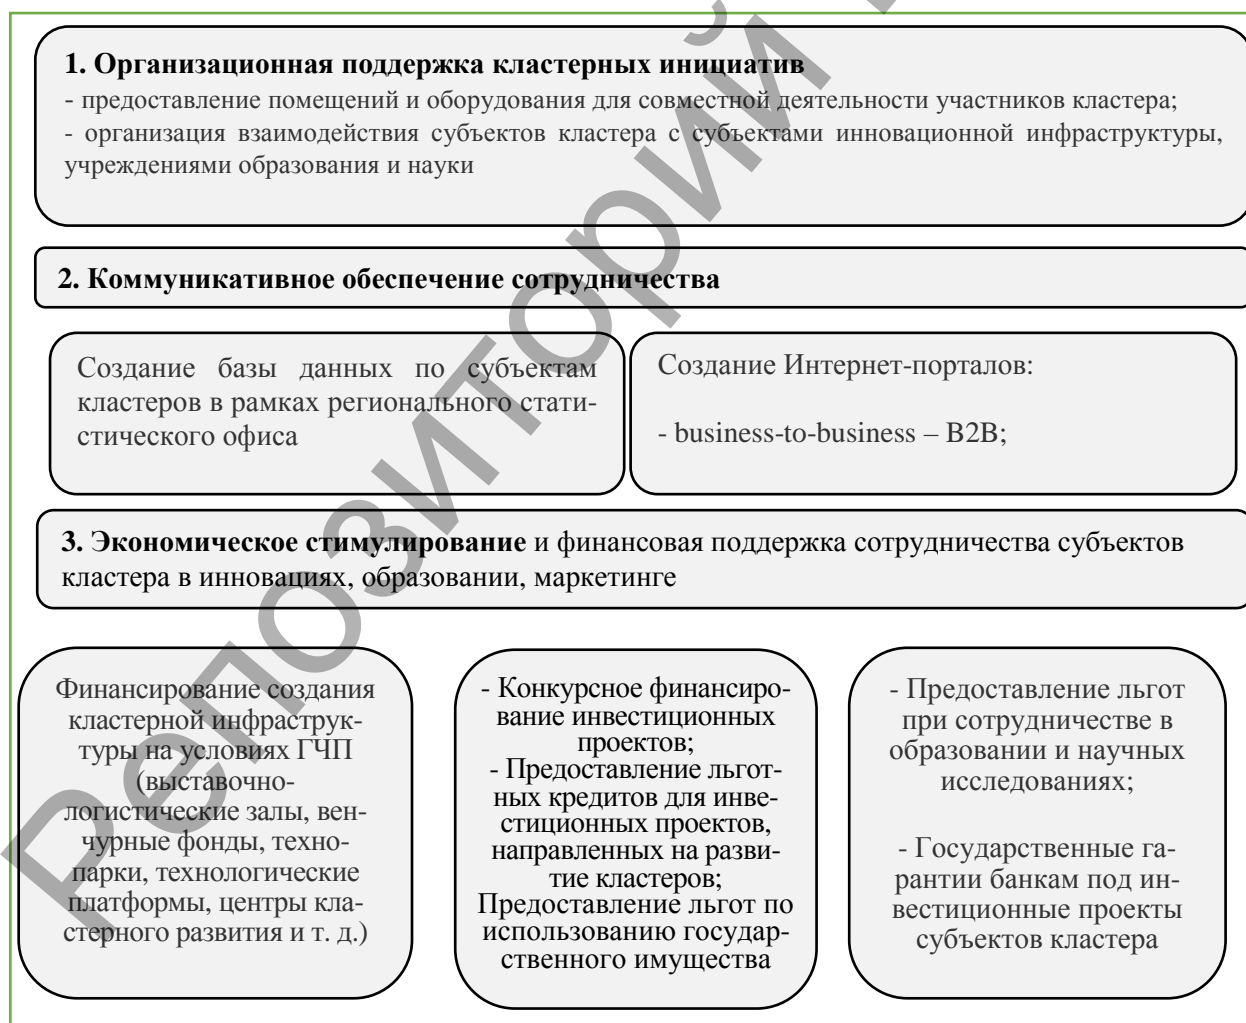 1. Организационная поддержка кластерных инициатив
- предоставление помещений и оборудования для совместной деятельности участников кластера;
- организация взаимодействия субъектов кластера с субъектами инновационной инфраструктуры,
учреждениями образования и науки
2. Коммуникативное обеспечение сотрудничества
Создание базы данных по субъектам
кластеров в рамках регионального стати-
стического офиса
Создание Интернет-порталов:
- business-to-business – B2B;
3. Экономическое стимулирование и финансовая поддержка сотрудничества субъектов
кластера в инновациях, образовании, маркетинге
Финансирование создания
кластерной инфраструк-
туры на условиях ГЧП
(выставочно-
логистические залы, вен-
чурные фонды, техно-
парки, технологические
платформы, центры кла-
стерного развития и т. д.)
- Конкурсное финансиро-
вание инвестиционных
проектов;
- Предоставление льгот-
ных кредитов для инве-
стиционных проектов,
направленных на разви-
тие кластеров;
Предоставление льгот по
использованию государ-
ственного имущества
- Предоставление льгот
при сотрудничестве в
образовании и научных
исследованиях;
- Государственные га-
рантии банкам под ин-
вестиционные проекты
субъектов кластера
Репозиторий